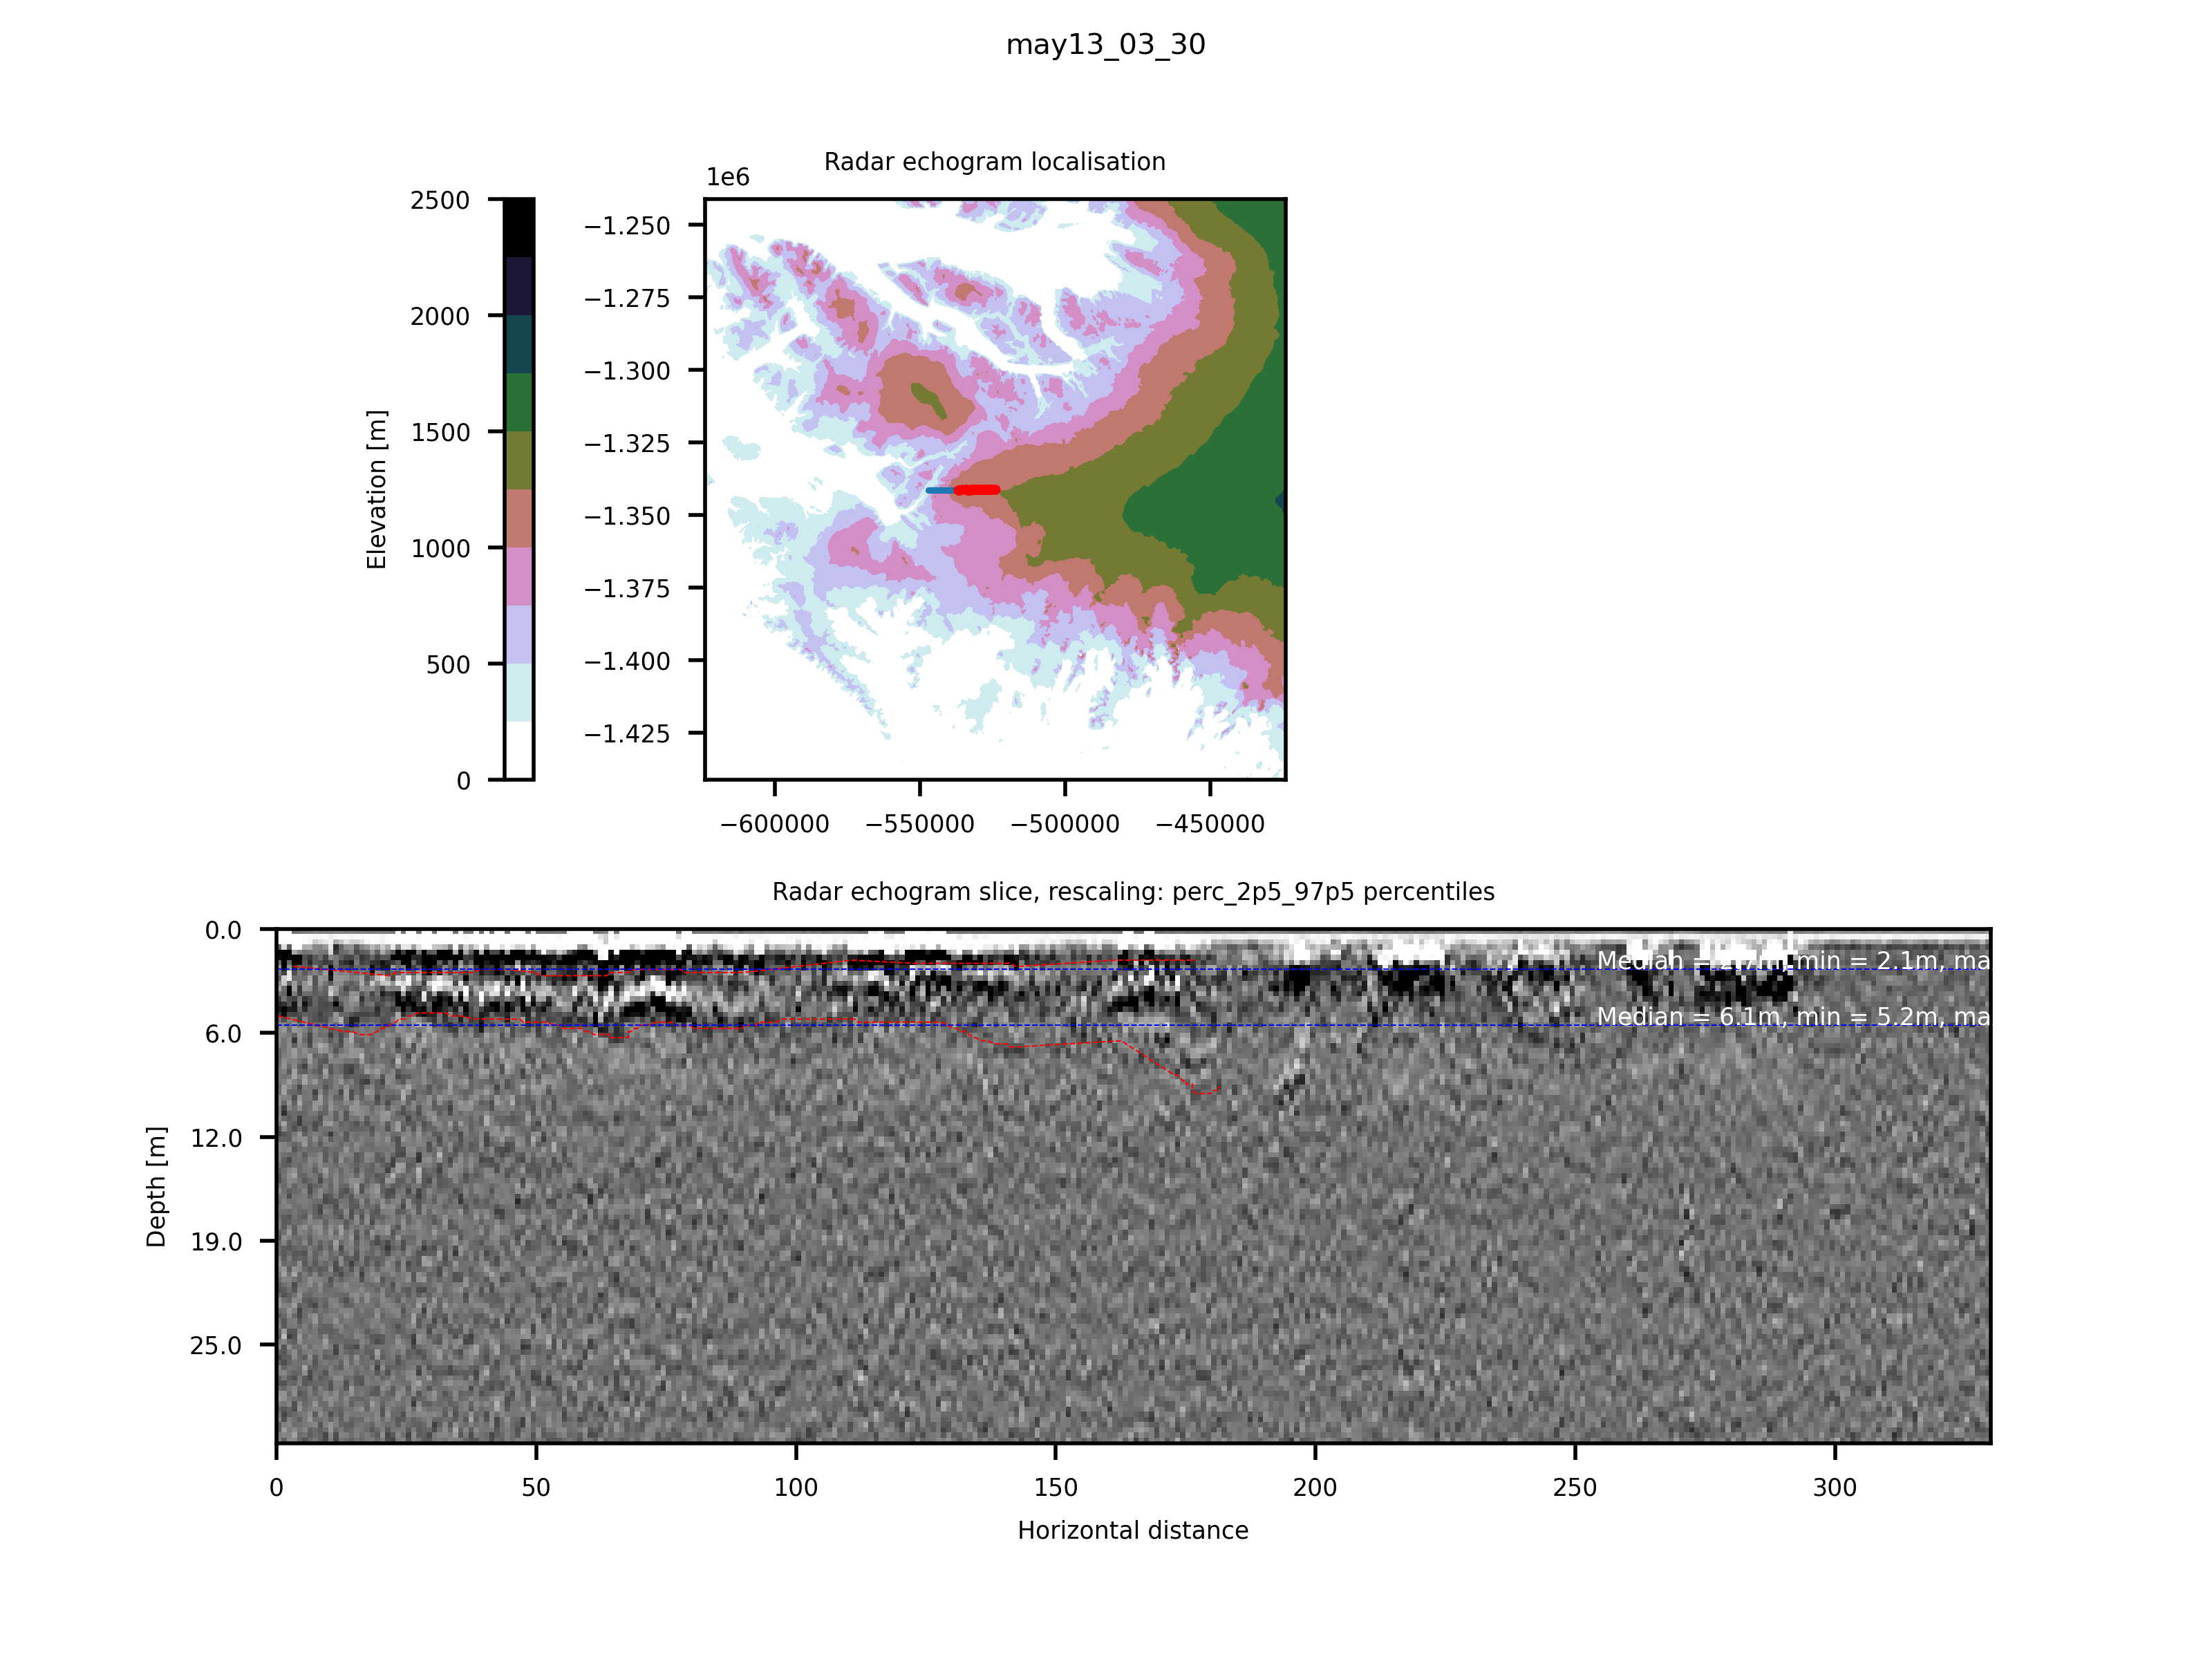 may13_03_30
Radar echogram localisation
1e6
2500
2000
1500
1000
500
0
Elevation [m]
−1.250
−1.275
−1.300
−1.325
−1.350
−1.375
−1.400
−1.425
−600000 −550000 −500000 −450000
Radar echogram slice, rescaling: perc_2p5_97p5 percentiles
0.0
6.0
12.0
19.0
25.0
Depth [m]
Median = 2.7m, min = 2.1m, ma
Median = 6.1m, min = 5.2m, ma
0 50 100 150 200 250 300
Horizontal distance